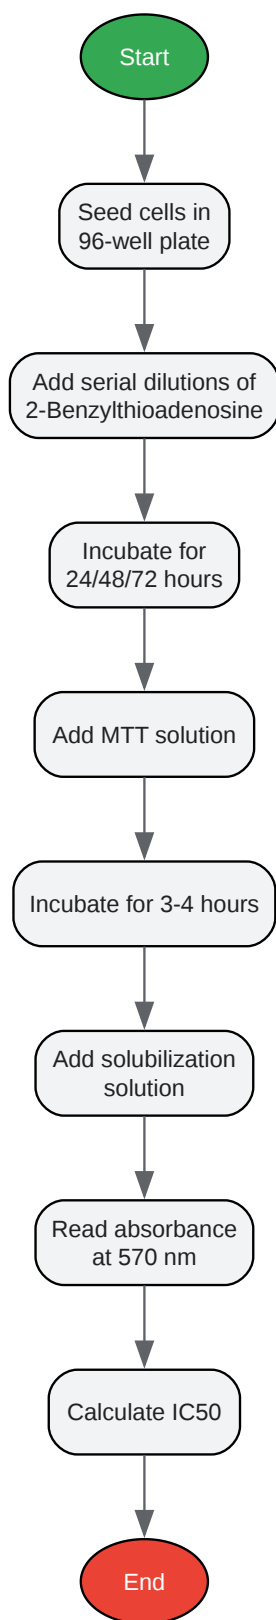 Start
Seed cells in
96-well plate
Add serial dilutions of
2-Benzylthioadenosine
Incubate for
24/48/72 hours
Add MTT solution
Incubate for 3-4 hours
Add solubilization
solution
Read absorbance
at 570 nm
Calculate IC50
End